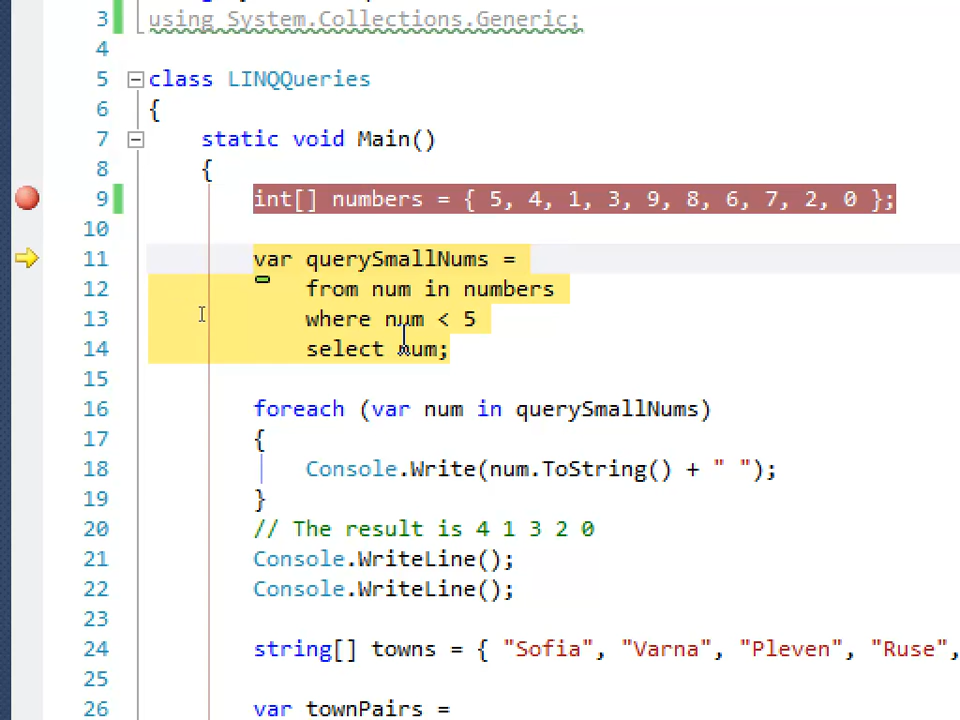 3 using System.Collections.Generic;
4
5 class LINQQueries
6 {
7 static void Main()
8 {
9 int[] numbers = { 5, 4, 1, 3, 9, 8, 6, 7, 2, 0 };
10
11 var querySmallNums =
12 from num in numbers
13 where num < 5
14 select num;
15
16 foreach (var num in querySmallNums)
17 {
18 Console.Write(num.ToString() + " ");
19 }
20 // The result is 4 1 3 2 0
21 Console.WriteLine();
22 Console.WriteLine();
23
24 string[] towns = { "Sofia", "Varna", "Pleven", "Ruse",
25
26 var townPairs =